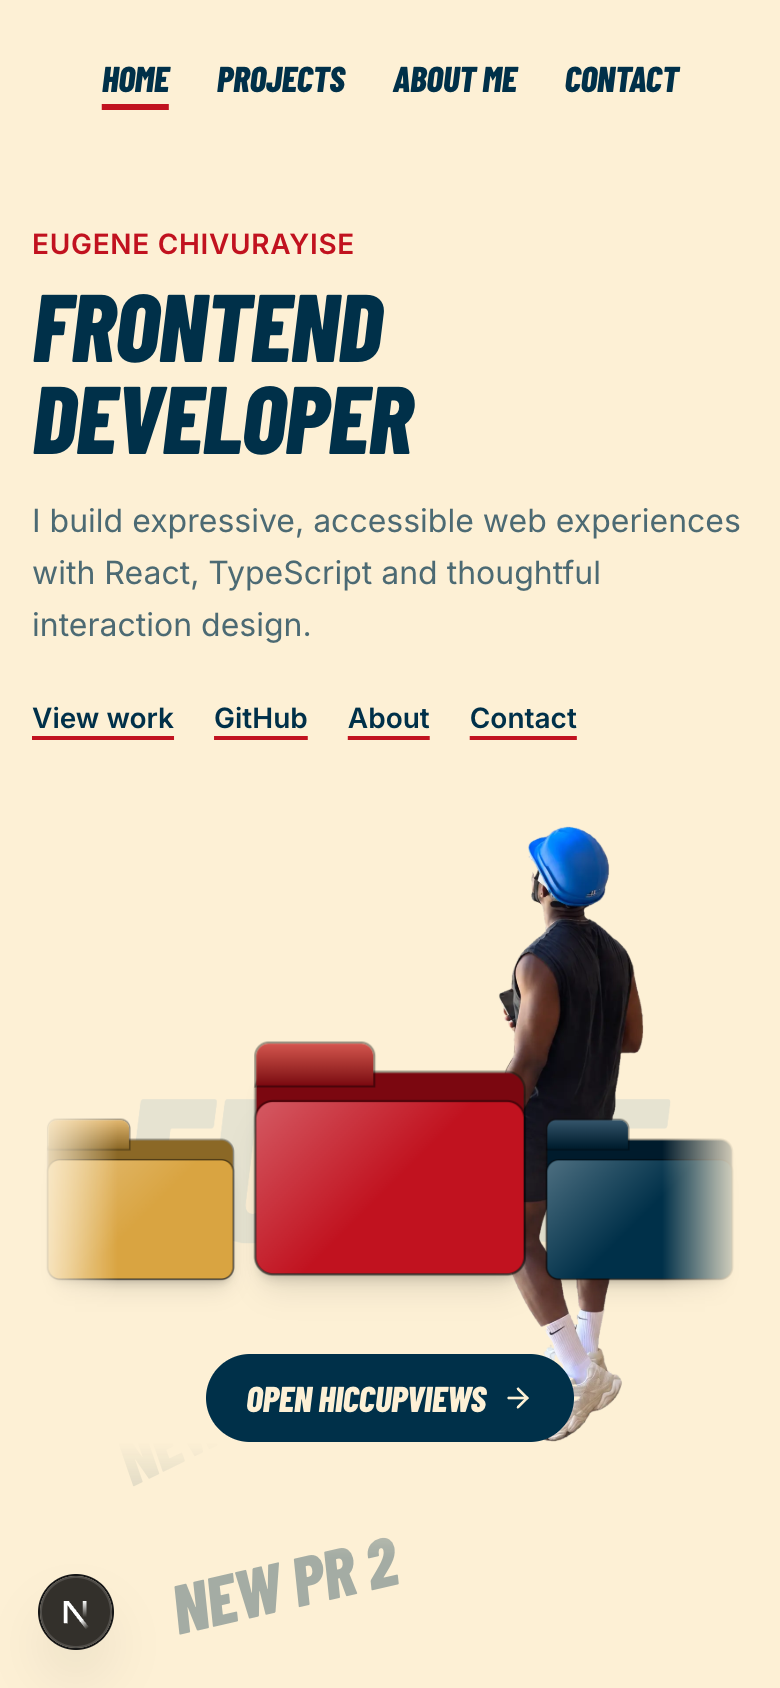 HOME PROJECTS ABOUT ME CONTACT
EUGENE CHIVURAYISE
FRONTEND
DEVELOPER
I build expressive, accessible web experiences
with React, TypeScript and thoughtful
interaction design.
View work GitHub About Contact
OPEN HICCUPVIEWS →
NEW PR 2
N